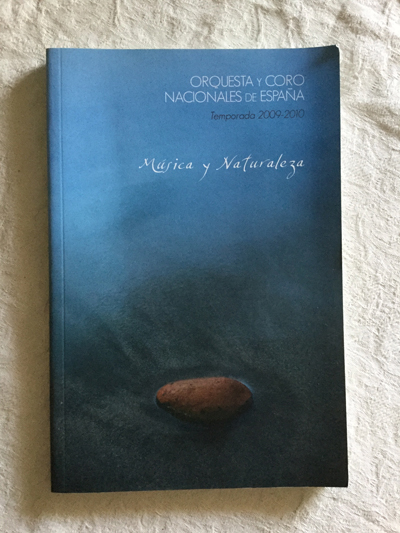 ORQUESTA Y CORO
NACIONALES DE ESPAÑA
Temporada 2009-2010
Música y Naturaleza